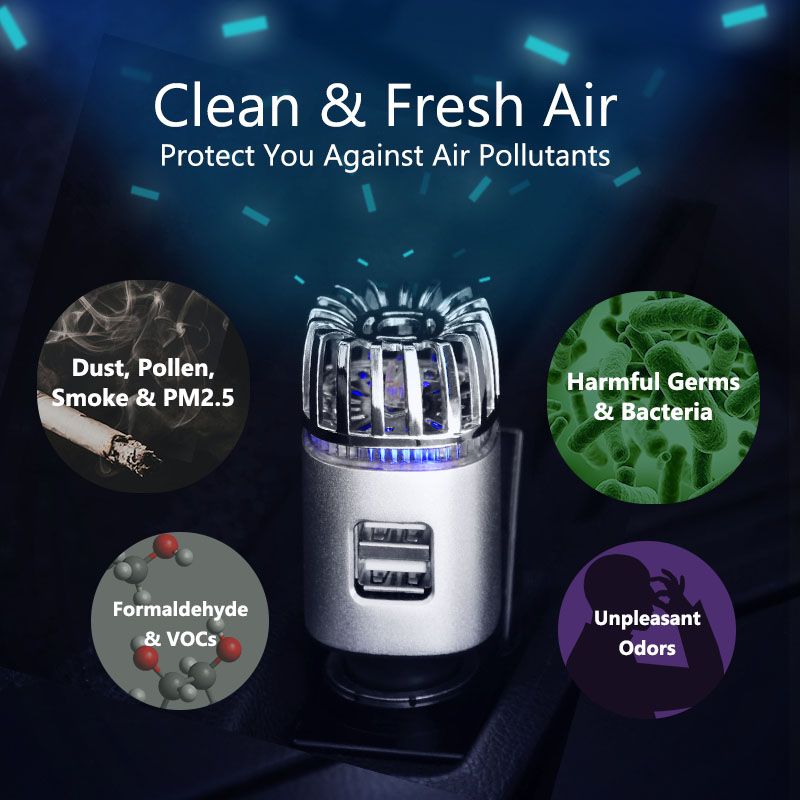 Clean & Fresh Air
Protect You Against Air Pollutants
Dust, Pollen,
Smoke & PM2.5
Harmful Germs
& Bacteria
Formaldehyde
& VOCs
Unpleasant
Odors